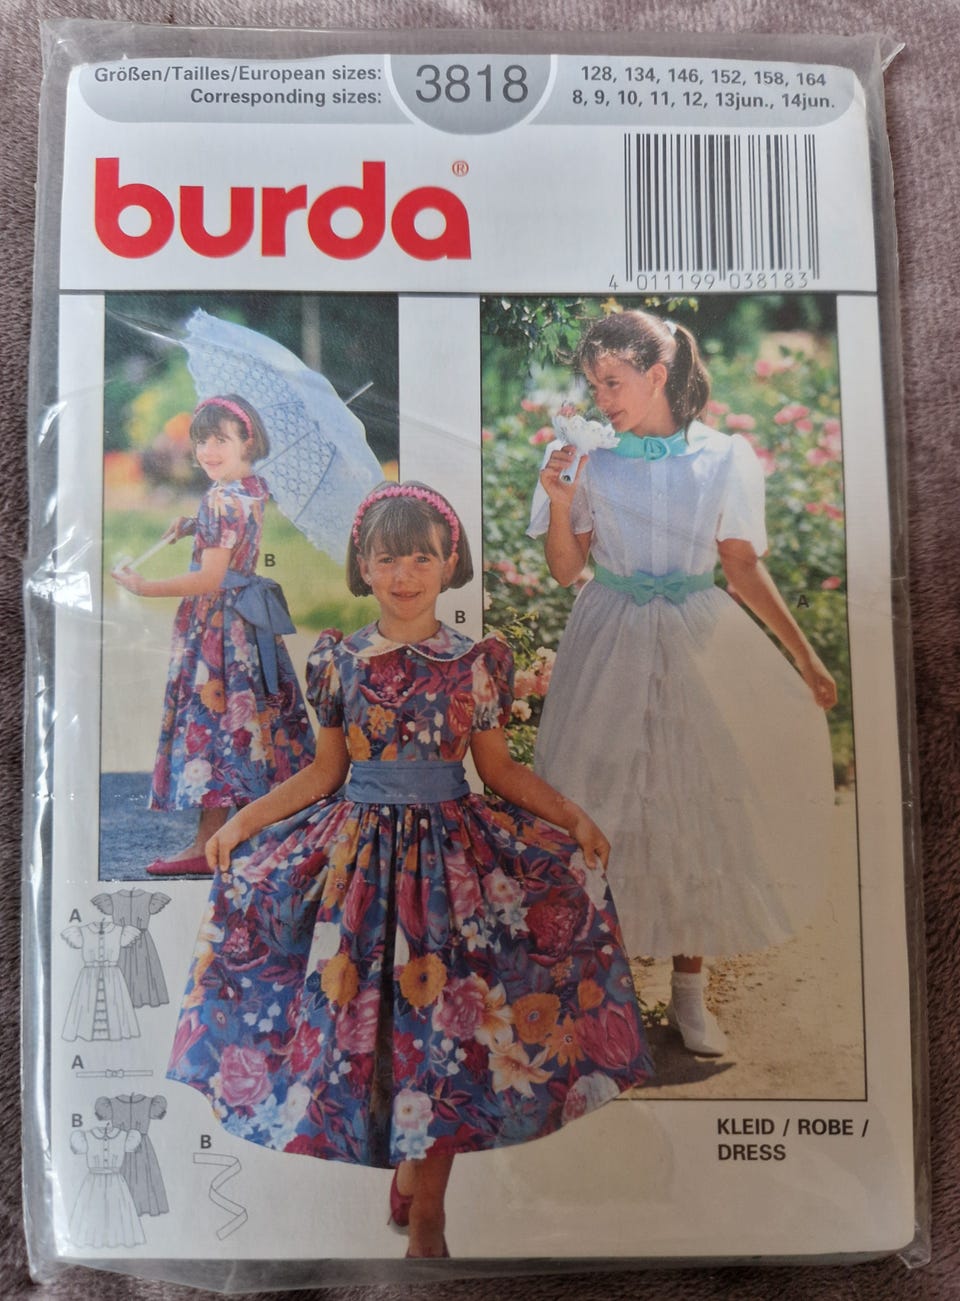 Größen/Tailles/European sizes:
Corresponding sizes:
3818
128, 134, 146, 152, 158, 164
8, 9, 10, 11, 12, 13jun., 14jun.
burda®
4 011199 038183
B
B
A
A
A
B
B
KLEID / ROBE /
DRESS